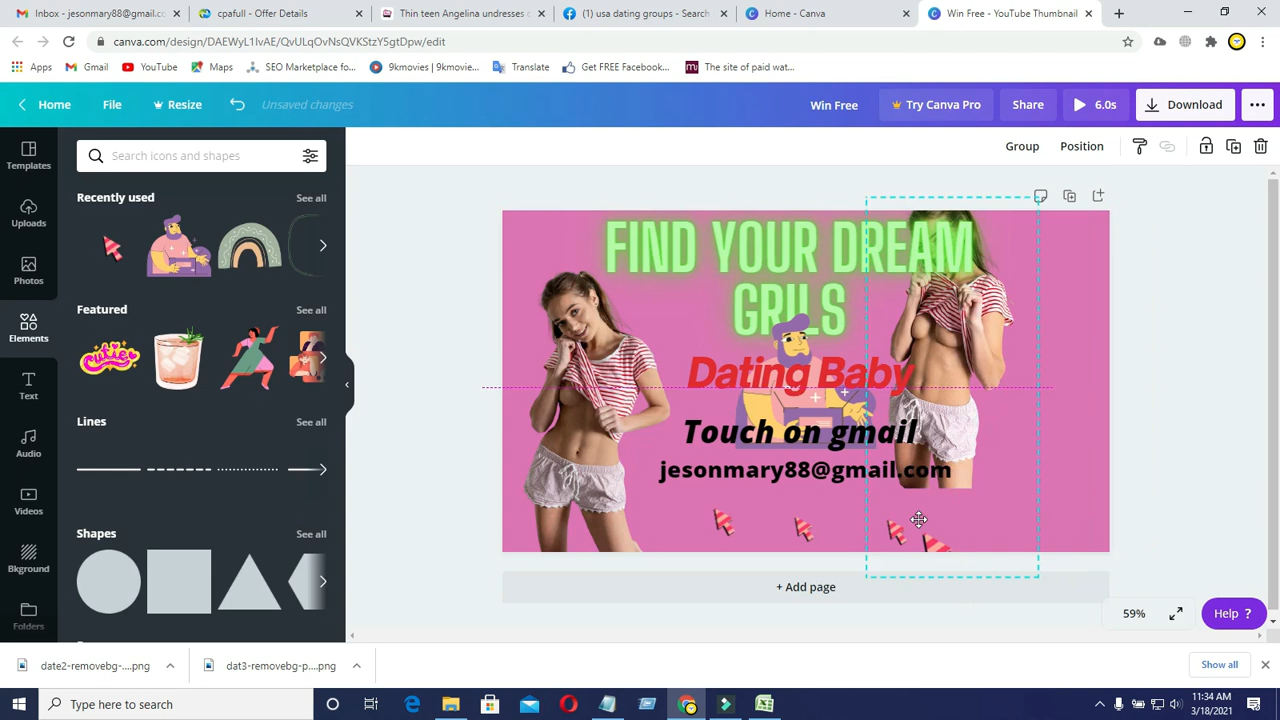 Inbox - jesonmary88@gmail.co
cpafull - Offer Details
Thin teen Angelina undresses c
(1) usa dating groups - Search
Home - Canva
Win Free - YouTube Thumbnail
canva.com/design/DAEWyL1IvAE/QvULqOvNsQVKStzY5gtDpw/edit
Apps
Gmail
YouTube
Maps
SEO Marketplace fo...
9kmovies | 9kmovie...
Translate
Get FREE Facebook...
The site of paid wat...
Home
File
Resize
Unsaved changes
Win Free
Try Canva Pro
Share
6.0s
Download
Templates
Uploads
Photos
Elements
Text
Audio
Videos
Bkground
Folders
Search icons and shapes
Recently used
See all
Featured
See all
cutie
Lines
See all
Shapes
See all
Group
Position
FIND YOUR DREAM
GRILS
Dating Baby
Touch on gmail
jesonmary88@gmail.com
+ Add page
59%
Help ?
date2-removebg-....png
dat3-removebg-p....png
Show all
Type here to search
11:34 AM
3/18/2021